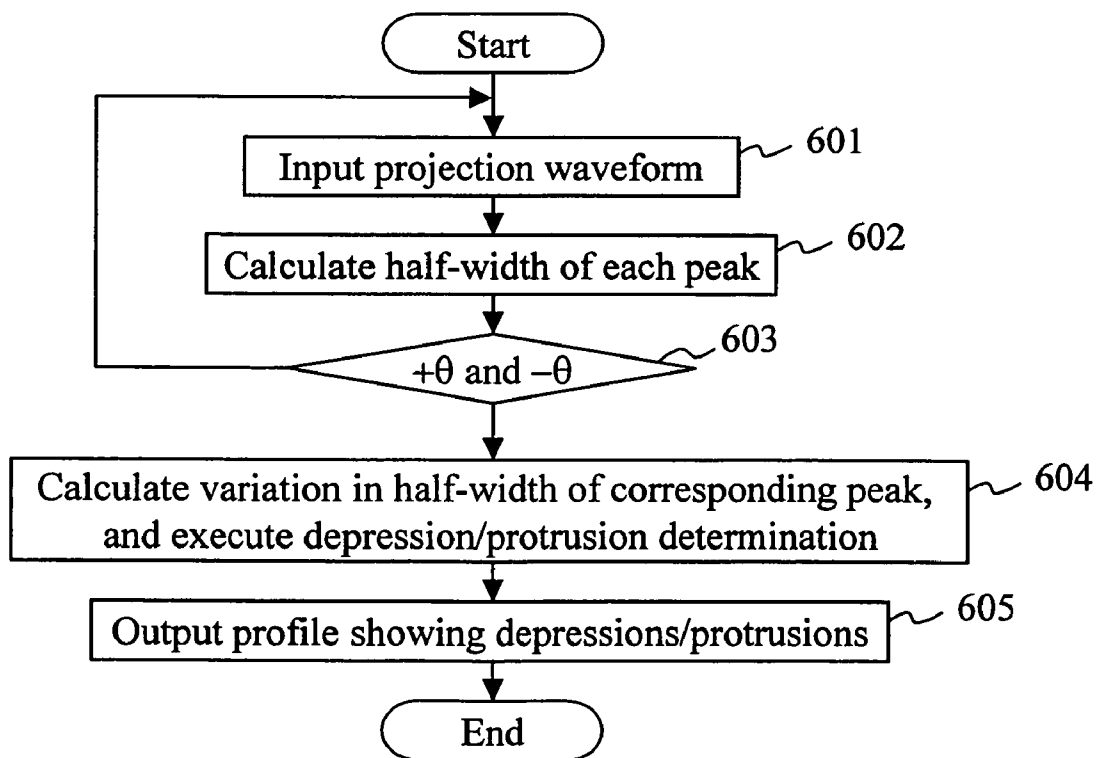 Start
Input projection waveform
601
Calculate half-width of each peak
602
+θ and −θ
603
Calculate variation in half-width of corresponding peak,
and execute depression/protrusion determination
604
Output profile showing depressions/protrusions
605
End